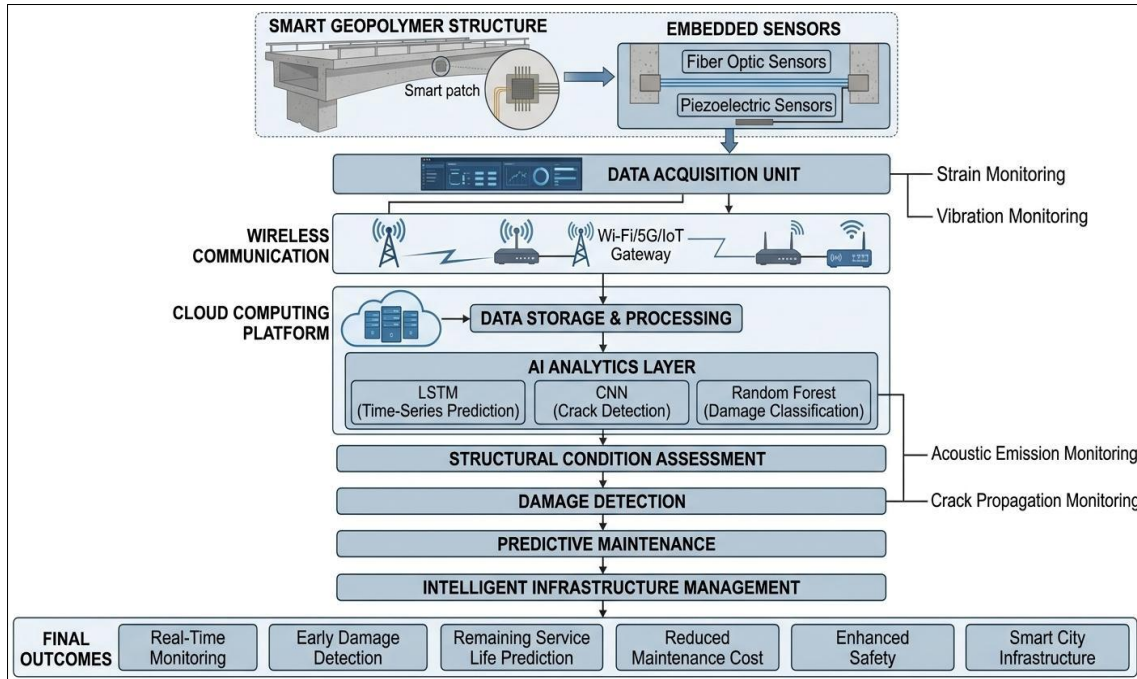 SMART GEOPOLYMER STRUCTURE
Smart patch
EMBEDDED SENSORS
Fiber Optic Sensors
Piezoelectric Sensors
DATA ACQUISITION UNIT
Strain Monitoring
Vibration Monitoring
WIRELESS
COMMUNICATION
Wi-Fi/5G/IoT
Gateway
CLOUD COMPUTING
PLATFORM
DATA STORAGE & PROCESSING
AI ANALYTICS LAYER
LSTM
(Time-Series Prediction)
CNN
(Crack Detection)
Random Forest
(Damage Classification)
STRUCTURAL CONDITION ASSESSMENT
Acoustic Emission Monitoring
DAMAGE DETECTION
Crack Propagation Monitoring
PREDICTIVE MAINTENANCE
INTELLIGENT INFRASTRUCTURE MANAGEMENT
FINAL
OUTCOMES
Real-Time
Monitoring
Early Damage
Detection
Remaining Service
Life Prediction
Reduced
Maintenance Cost
Enhanced
Safety
Smart City
Infrastructure